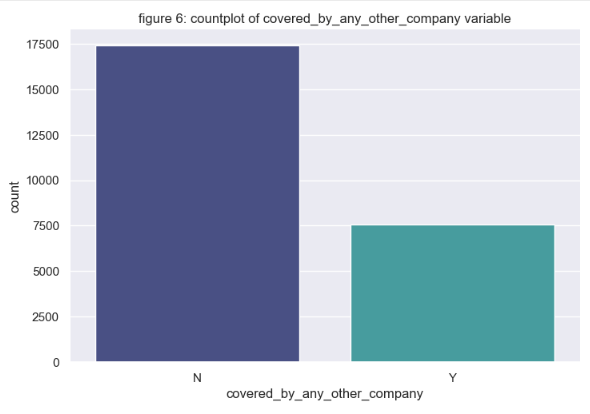 figure 6: countplot of covered_by_any_other_company variable
17500
15000
12500
10000
7500
5000
2500
0
count
N Y
covered_by_any_other_company